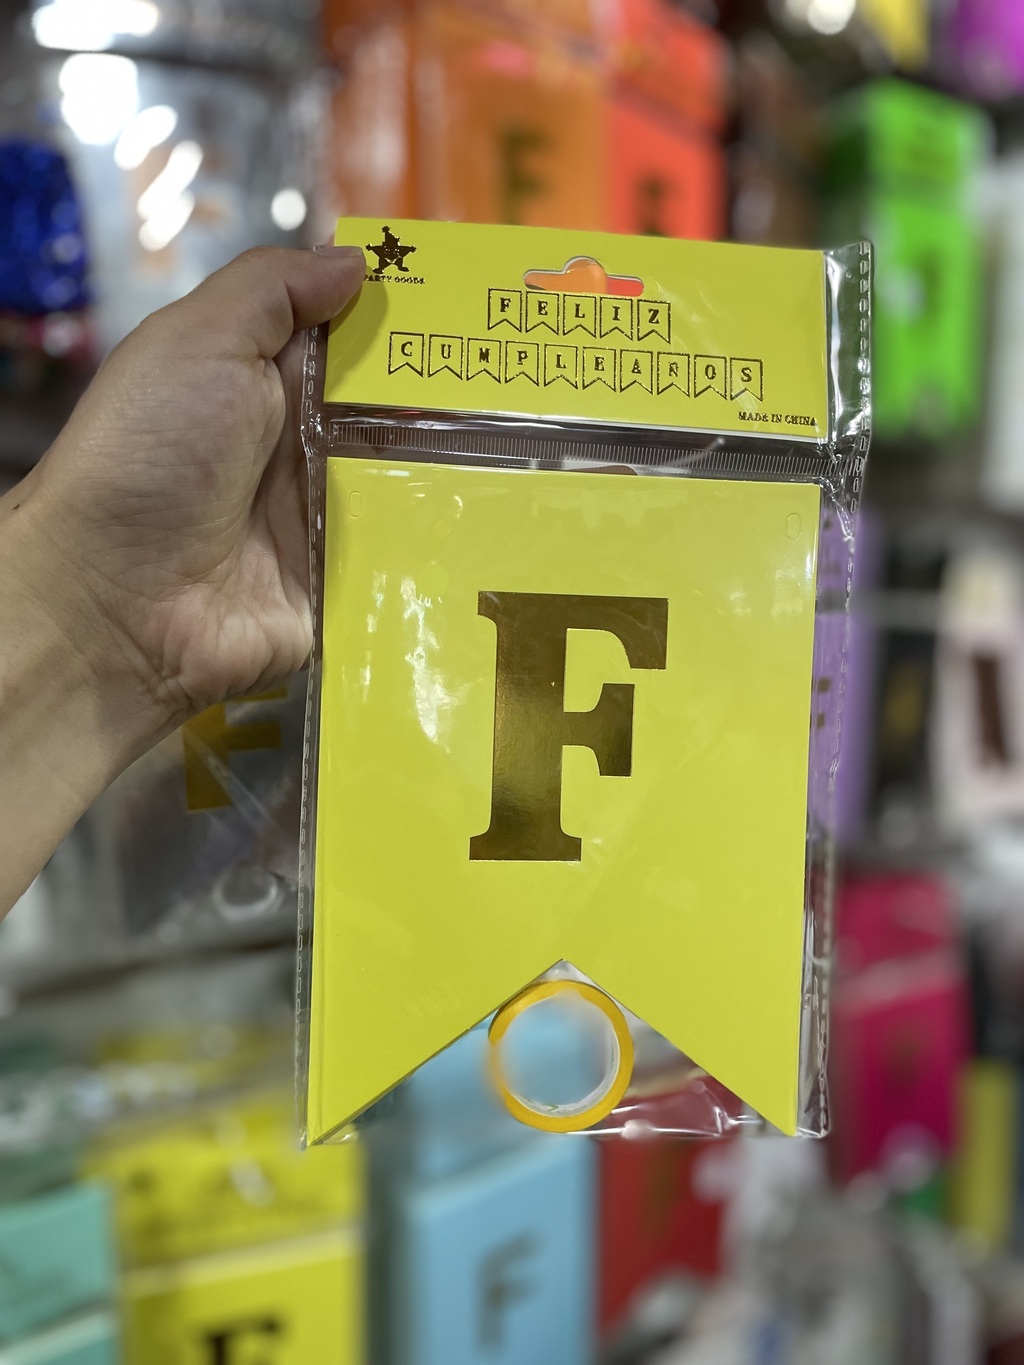 PARTY GOODS
FELIZ
CUMPLEAÑOS
MADE IN CHINA
F
F
F
F